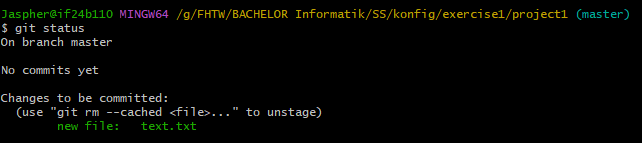 Jaspher@if24b110 MINGW64 /g/FHTW/BACHELOR Informatik/SS/konfig/exercise1/project1 (master)
$ git status
On branch master
No commits yet
Changes to be committed:
  (use "git rm --cached <file>..." to unstage)
        new file:   text.txt